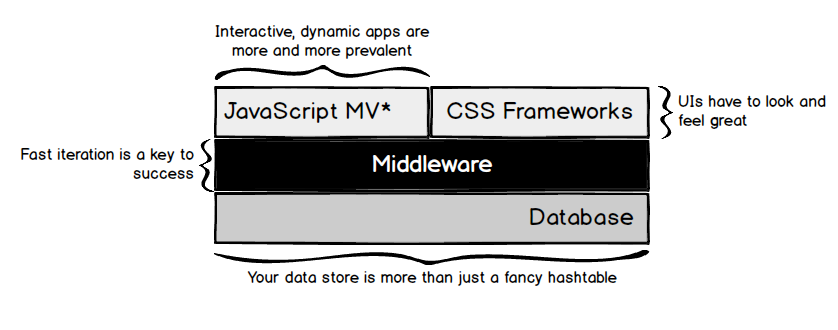 Interactive, dynamic apps are
more and more prevalent
JavaScript MV*
CSS Frameworks
UIs have to look and
feel great
Fast iteration is a key to
success
Middleware
Database
Your data store is more than just a fancy hashtable